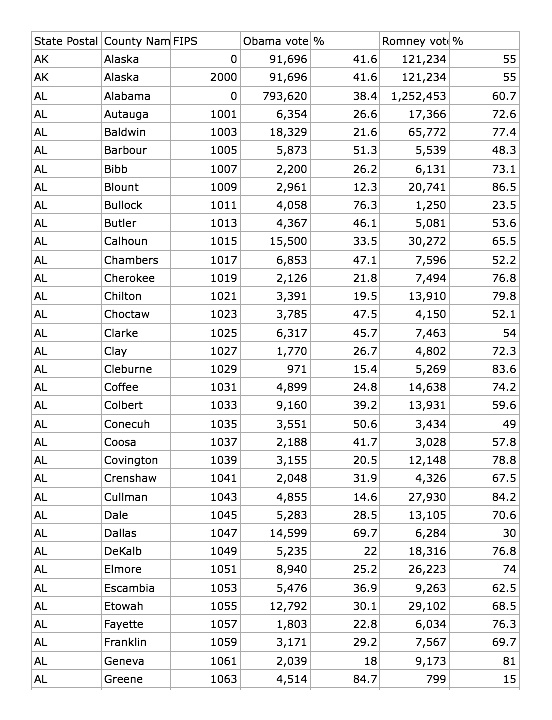 State Postal County Nam FIPS Obama vote % Romney vot %
AK Alaska 0 91,696 41.6 121,234 55
AK Alaska 2000 91,696 41.6 121,234 55
AL Alabama 0 793,620 38.4 1,252,453 60.7
AL Autauga 1001 6,354 26.6 17,366 72.6
AL Baldwin 1003 18,329 21.6 65,772 77.4
AL Barbour 1005 5,873 51.3 5,539 48.3
AL Bibb 1007 2,200 26.2 6,131 73.1
AL Blount 1009 2,961 12.3 20,741 86.5
AL Bullock 1011 4,058 76.3 1,250 23.5
AL Butler 1013 4,367 46.1 5,081 53.6
AL Calhoun 1015 15,500 33.5 30,272 65.5
AL Chambers 1017 6,853 47.1 7,596 52.2
AL Cherokee 1019 2,126 21.8 7,494 76.8
AL Chilton 1021 3,391 19.5 13,910 79.8
AL Choctaw 1023 3,785 47.5 4,150 52.1
AL Clarke 1025 6,317 45.7 7,463 54
AL Clay 1027 1,770 26.7 4,802 72.3
AL Cleburne 1029 971 15.4 5,269 83.6
AL Coffee 1031 4,899 24.8 14,638 74.2
AL Colbert 1033 9,160 39.2 13,931 59.6
AL Conecuh 1035 3,551 50.6 3,434 49
AL Coosa 1037 2,188 41.7 3,028 57.8
AL Covington 1039 3,155 20.5 12,148 78.8
AL Crenshaw 1041 2,048 31.9 4,326 67.5
AL Cullman 1043 4,855 14.6 27,930 84.2
AL Dale 1045 5,283 28.5 13,105 70.6
AL Dallas 1047 14,599 69.7 6,284 30
AL DeKalb 1049 5,235 22 18,316 76.8
AL Elmore 1051 8,940 25.2 26,223 74
AL Escambia 1053 5,476 36.9 9,263 62.5
AL Etowah 1055 12,792 30.1 29,102 68.5
AL Fayette 1057 1,803 22.8 6,034 76.3
AL Franklin 1059 3,171 29.2 7,567 69.7
AL Geneva 1061 2,039 18 9,173 81
AL Greene 1063 4,514 84.7 799 15